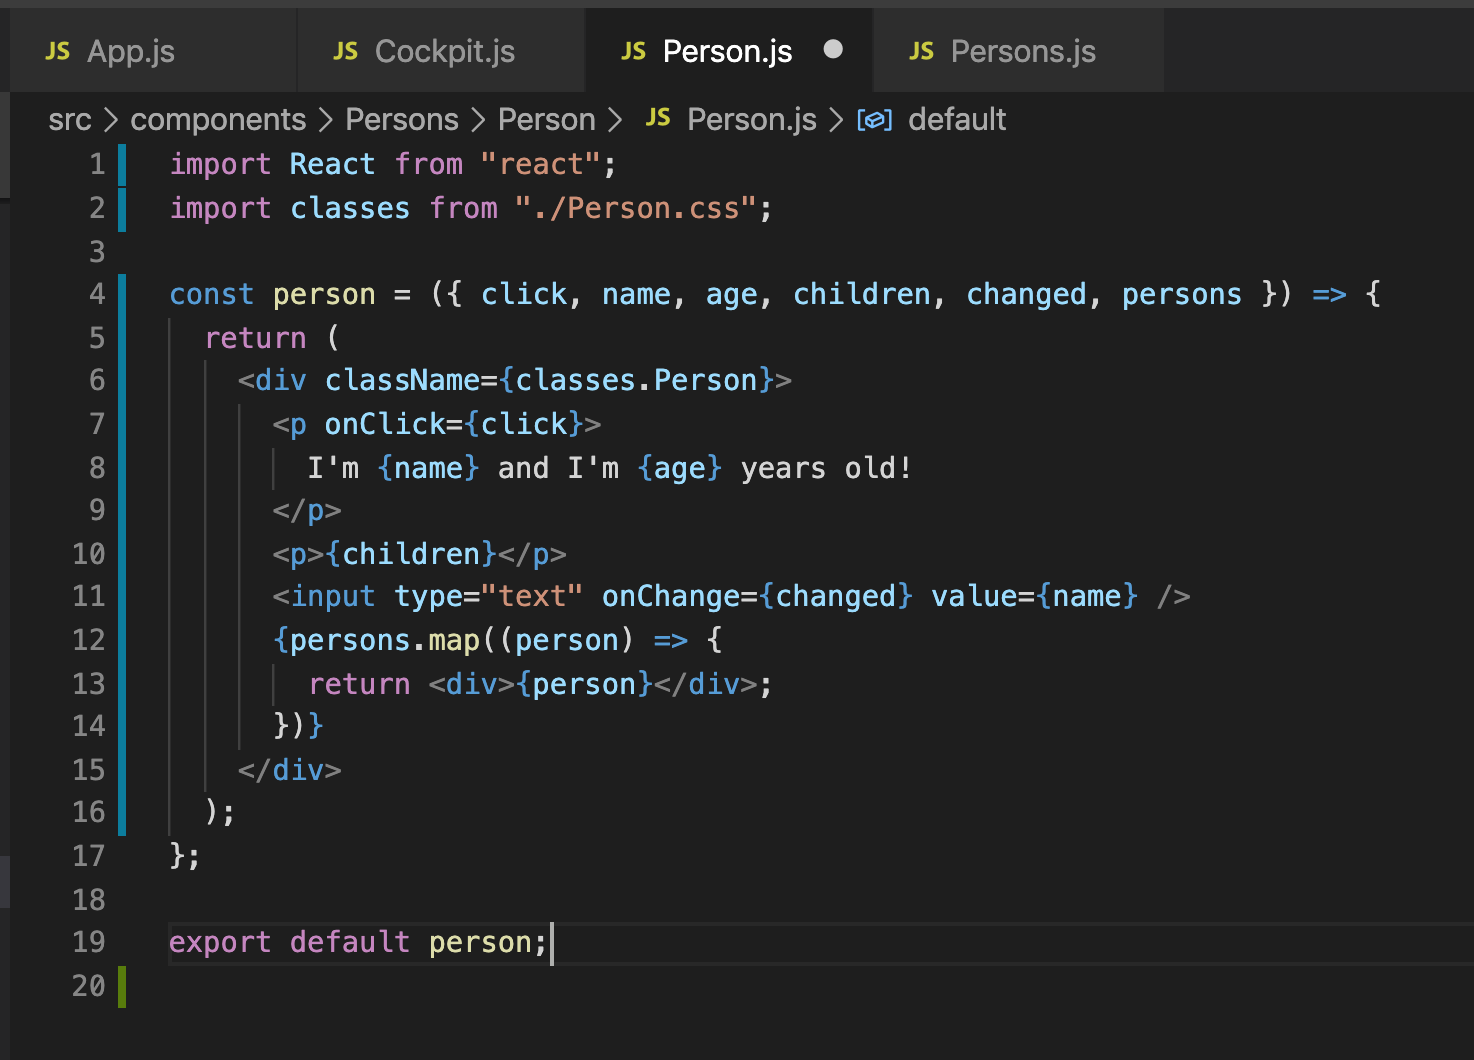 JS App.js JS Cockpit.js JS Person.js JS Persons.js
src > components > Persons > Person > JS Person.js > default
1 import React from "react";
2 import classes from "./Person.css";
3
4 const person = ({ click, name, age, children, changed, persons }) => {
5   return (
6     <div className={classes.Person}>
7       <p onClick={click}>
8         I'm {name} and I'm {age} years old!
9       </p>
10       <p>{children}</p>
11       <input type="text" onChange={changed} value={name} />
12       {persons.map((person) => {
13         return <div>{person}</div>;
14       })}
15     </div>
16   );
17 };
18
19 export default person;
20